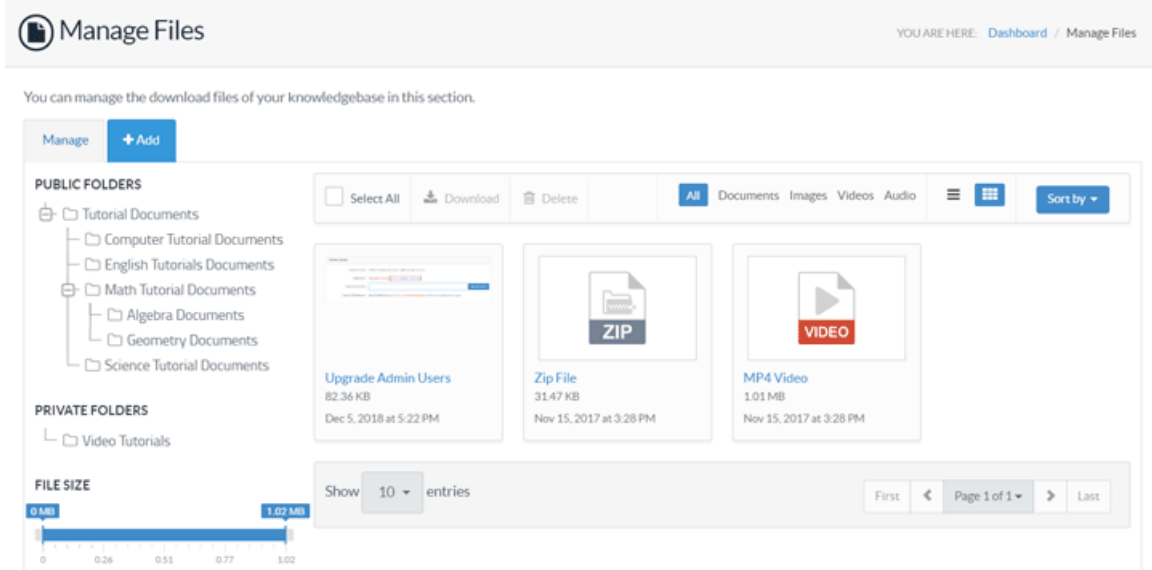 Manage Files
YOU ARE HERE: Dashboard / Manage Files
You can manage the download files of your knowledgebase in this section.
Manage
+ Add
PUBLIC FOLDERS
Tutorial Documents
Computer Tutorial Documents
English Tutorials Documents
Math Tutorial Documents
Algebra Documents
Geometry Documents
Science Tutorial Documents
PRIVATE FOLDERS
Video Tutorials
FILE SIZE
0 MB 1.02 MB
0 0.26 0.51 0.77 1.02
Select All Download Delete All Documents Images Videos Audio Sort by
ZIP
VIDEO
Upgrade Admin Users
82.36 KB
Dec 5, 2018 at 5:22 PM
Zip File
31.47 KB
Nov 15, 2017 at 3:28 PM
MP4 Video
1.01 MB
Nov 15, 2017 at 3:28 PM
Show 10 entries
First Page 1 of 1 Last